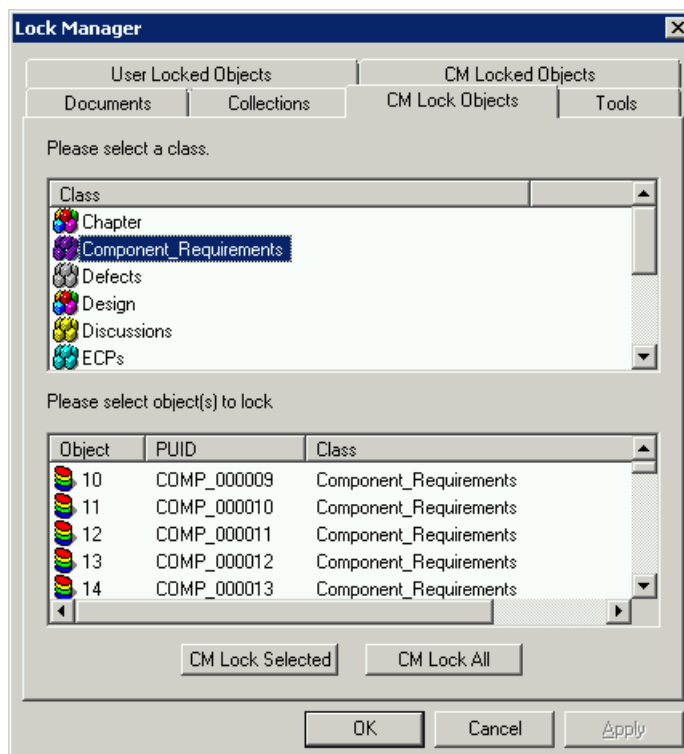 Lock Manager
User Locked Objects CM Locked Objects
Documents Collections CM Lock Objects Tools
Please select a class.
Class
Chapter
Component_Requirements
Defects
Design
Discussions
ECPs
Please select object(s) to lock
Object PUID Class
10 COMP_000009 Component_Requirements
11 COMP_000010 Component_Requirements
12 COMP_000011 Component_Requirements
13 COMP_000012 Component_Requirements
14 COMP_000013 Component_Requirements
CM Lock Selected CM Lock All
OK Cancel Apply